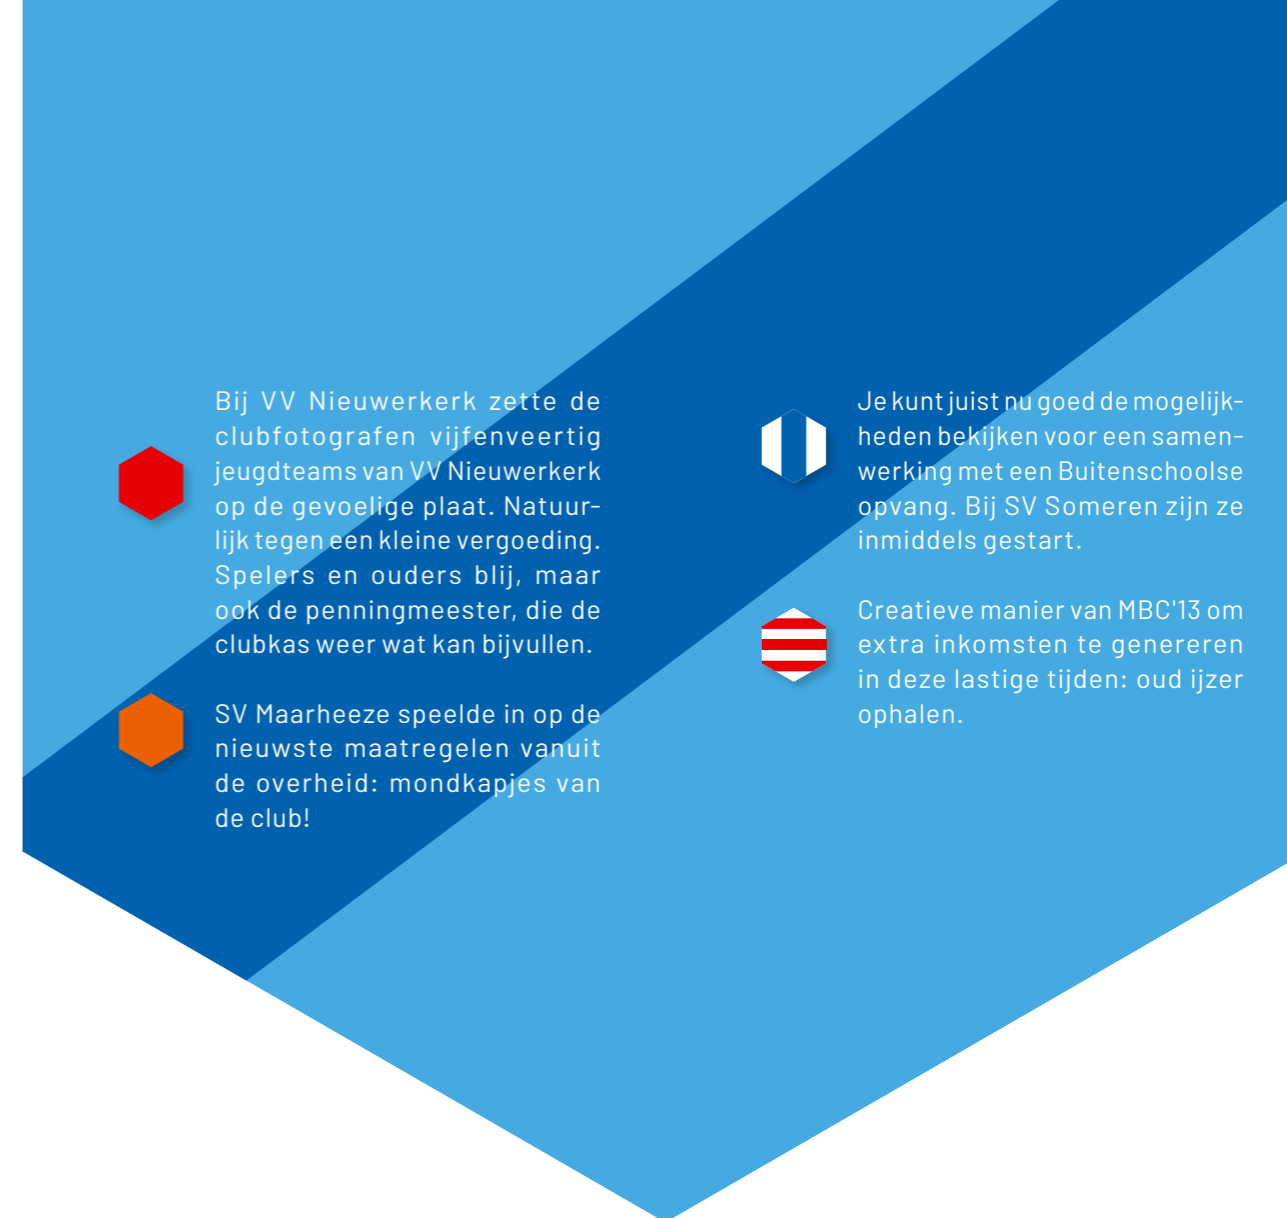 Bij VV Nieuwerkerk zette de
clubfotografen vijfenveertig
jeugdteams van VV Nieuwerkerk
op de gevoelige plaat. Natuur-
lijk tegen een kleine vergoeding.
Spelers en ouders blij, maar
ook de penningmeester, die de
clubkas weer wat kan bijvullen.
SV Maarheeze speelde in op de
nieuwste maatregelen vanuit
de overheid: mondkapjes van
de club!
Je kunt juist nu goed de mogelijk-
heden bekijken voor een samen-
werking met een Buitenschoolse
opvang. Bij SV Someren zijn ze
inmiddels gestart.
Creatieve manier van MBC'13 om
extra inkomsten te genereren
in deze lastige tijden: oud ijzer
ophalen.